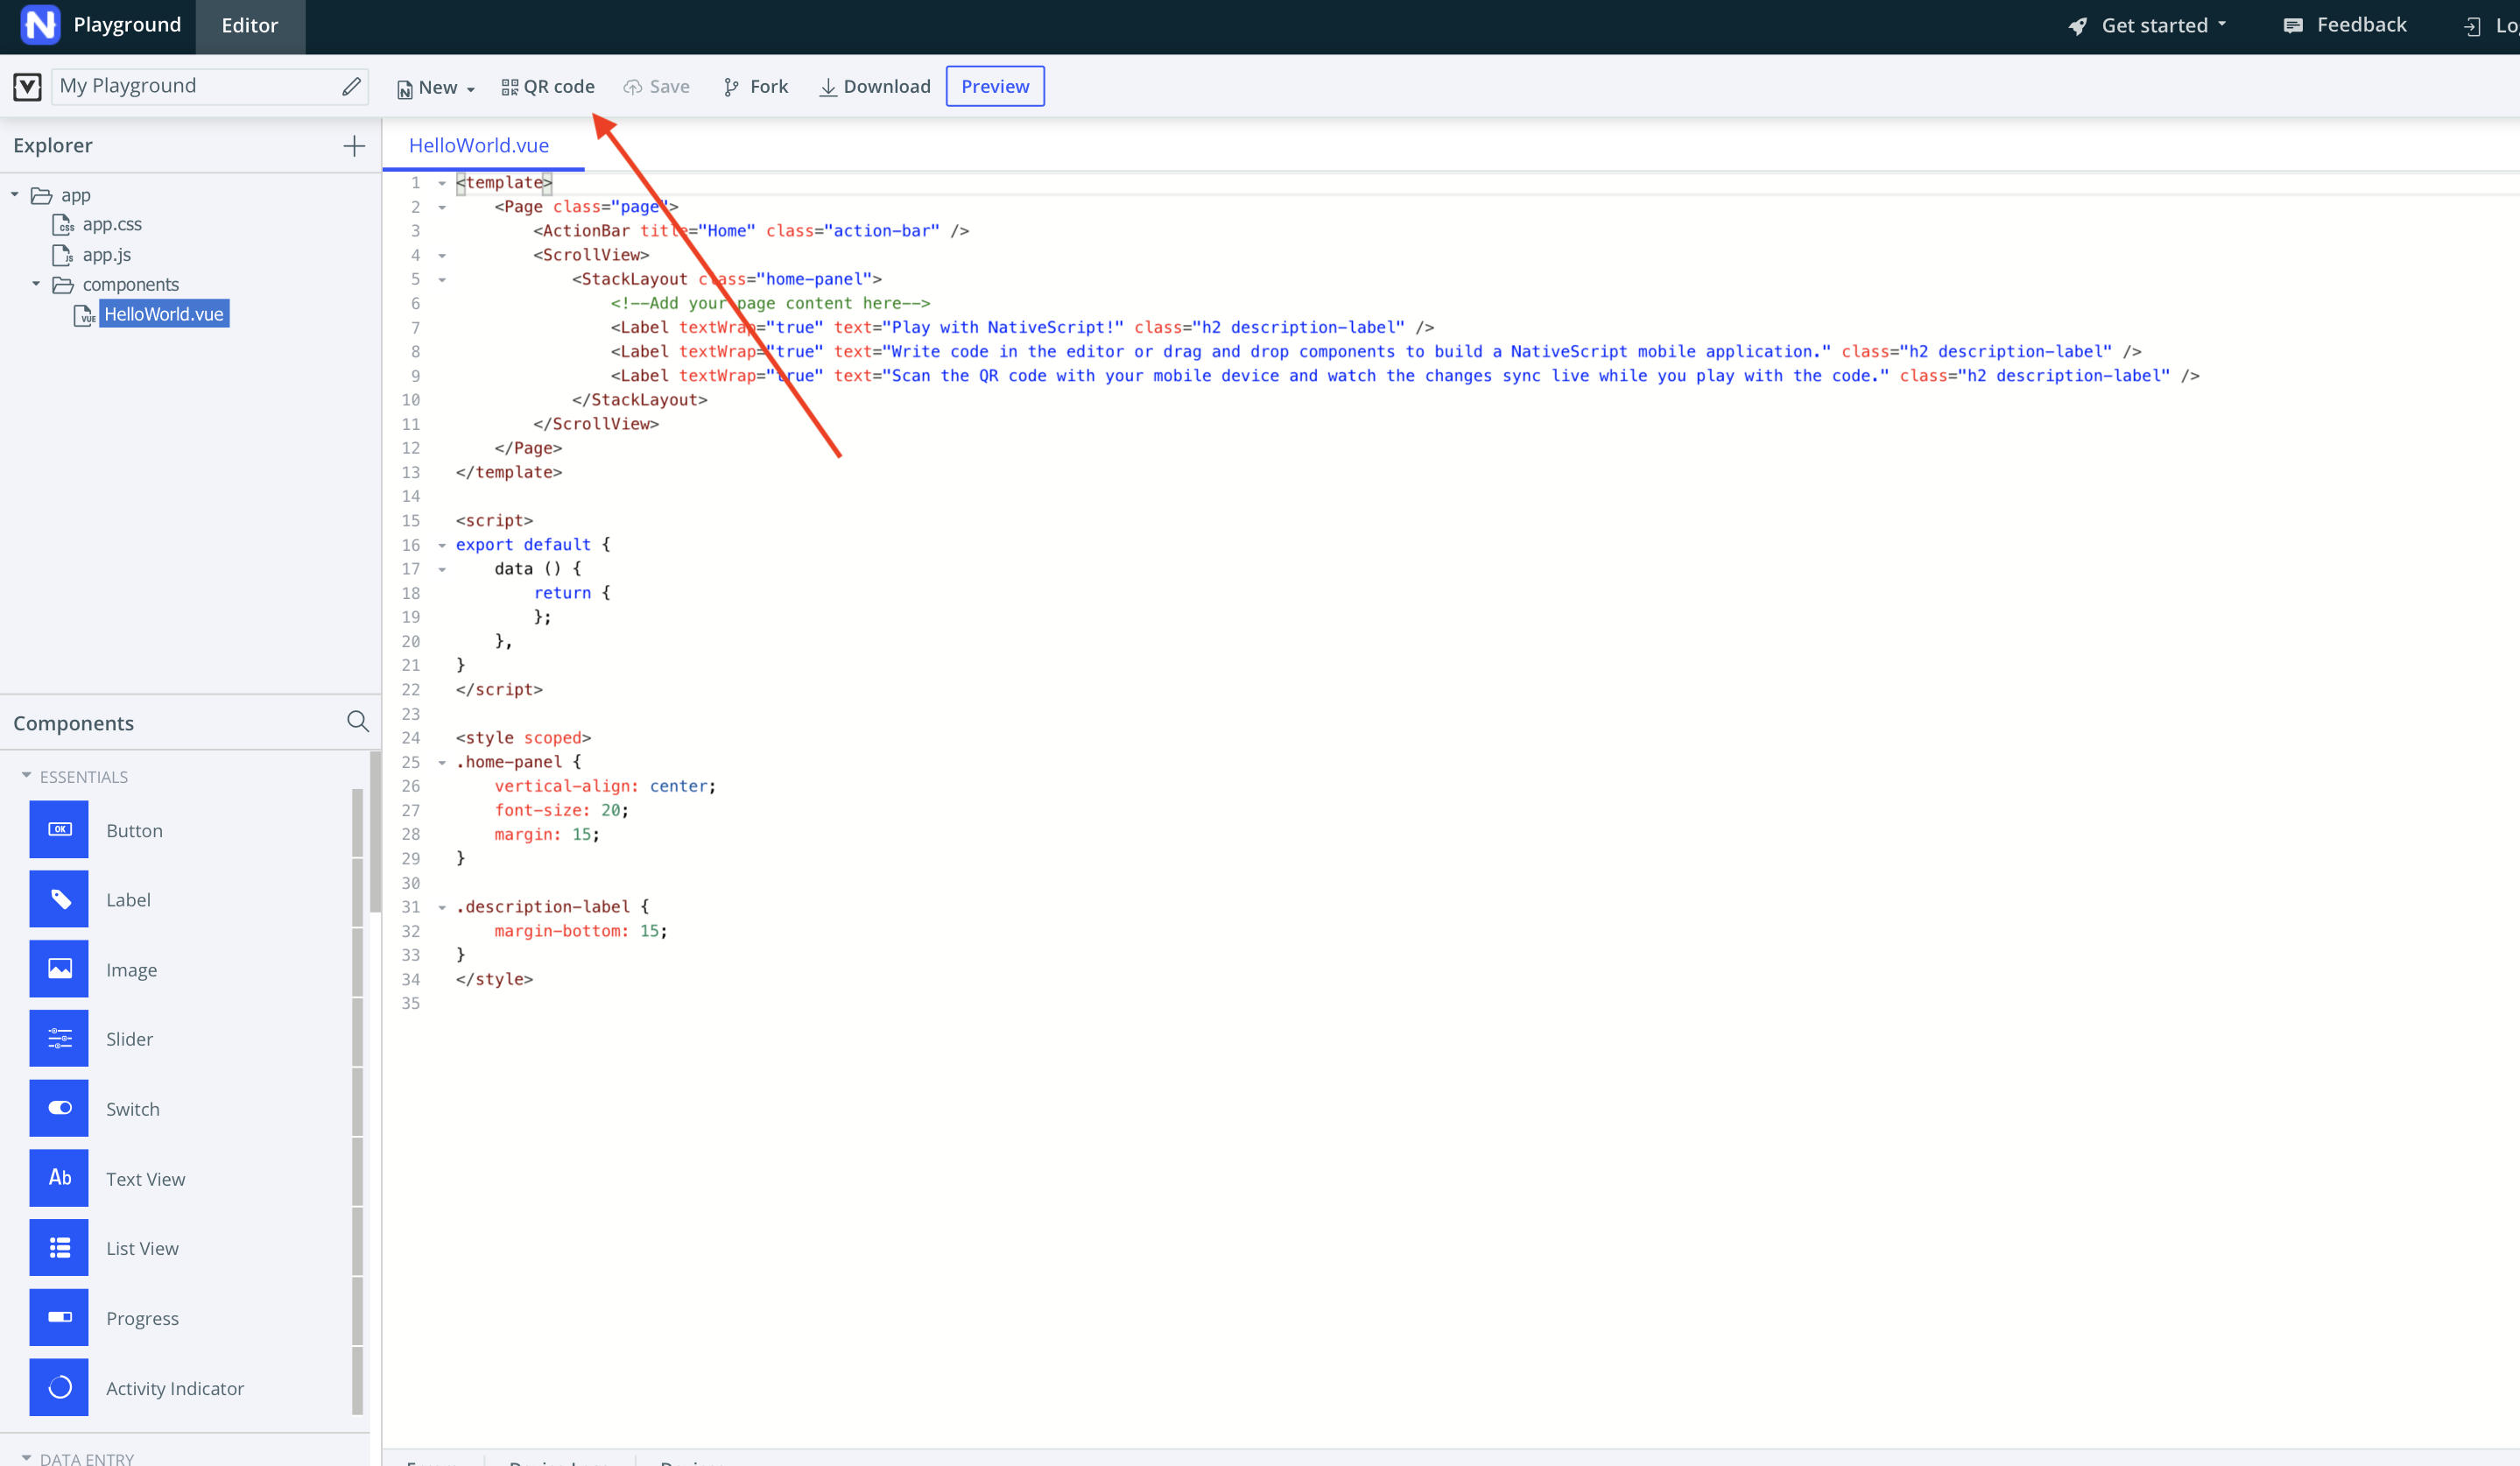 N Playground Editor Get started Feedback
My Playground New QR code Save Fork Download Preview
Explorer
app
app.css
app.js
components
HelloWorld.vue
Components
ESSENTIALS
Button
Label
Image
Slider
Switch
Ab Text View
List View
Progress
Activity Indicator
DATA ENTRY
HelloWorld.vue
1 <template>
2 <Page class="page">
3 <ActionBar title="Home" class="action-bar" />
4 <ScrollView>
5 <StackLayout class="home-panel">
6 <!--Add your page content here-->
7 <Label textWrap="true" text="Play with NativeScript!" class="h2 description-label" />
8 <Label textWrap="true" text="Write code in the editor or drag and drop components to build a NativeScript mobile application." class="h2 description-label" />
9 <Label textWrap="true" text="Scan the QR code with your mobile device and watch the changes sync live while you play with the code." class="h2 description-label" />
10 </StackLayout>
11 </ScrollView>
12 </Page>
13 </template>
14
15 <script>
16 export default {
17 data () {
18 return {
19 };
20 },
21 }
22 </script>
23
24 <style scoped>
25 .home-panel {
26 vertical-align: center;
27 font-size: 20;
28 margin: 15;
29 }
30
31 .description-label {
32 margin-bottom: 15;
33 }
34 </style>
35